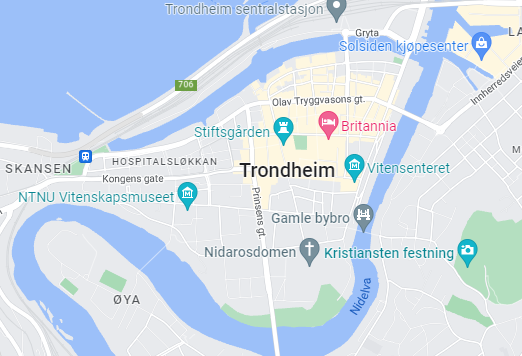 Trondheim sentralstasjon
Gryta
Solsiden kjøpesenter
LA
706
Innherredsveien
Olav Tryggvasons gt.
Stiftsgården
Britannia
SKANSEN
HOSPITALSLØKKAN
Kongens gate
Trondheim
Vitensenteret
NTNU Vitenskapsmuseet
Prinsens gt.
Gamle bybro
Nidarosdomen
Kristiansten festning
Nidelva
ØYA